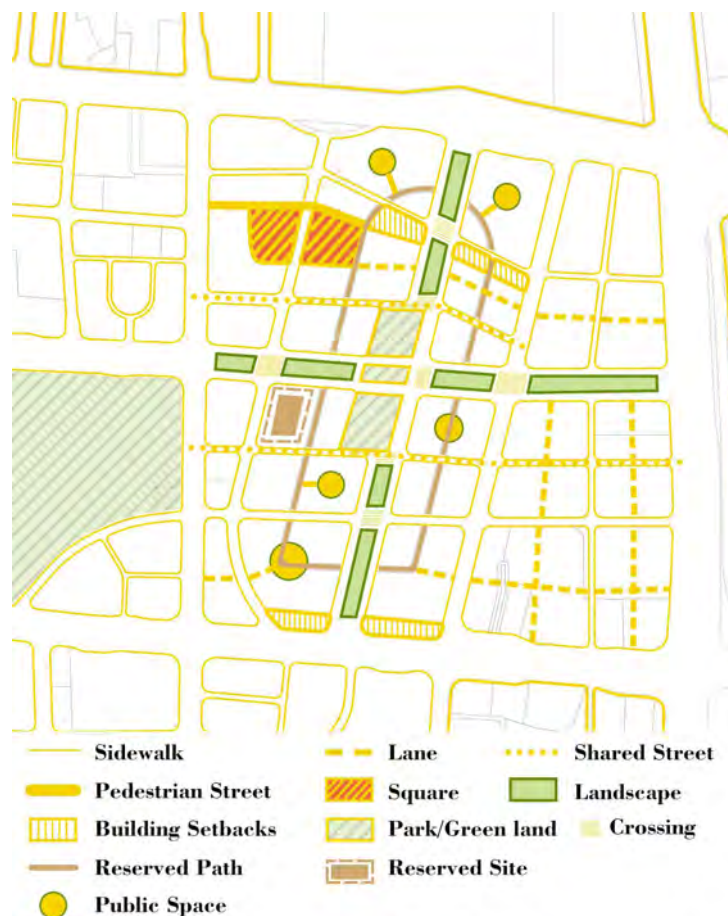 Sidewalk
Lane
Shared Street
Pedestrian Street
Square
Landscape
Building Setbacks
Park/Green land
Crossing
Reserved Path
Reserved Site
Public Space